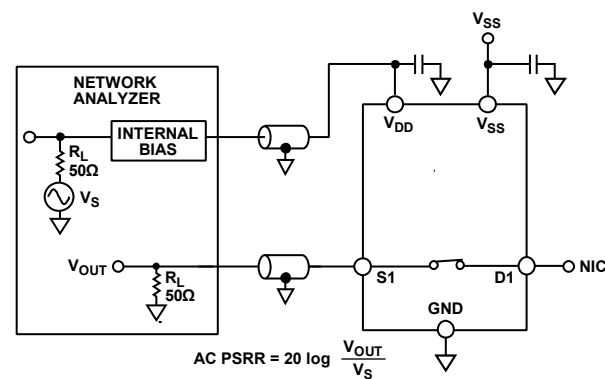 V_SS
NETWORK
ANALYZER
INTERNAL
BIAS
R_L
50Ω
V_S
V_DD
V_SS
V_OUT
R_L
50Ω
S1
D1
NIC
GND
AC PSRR = 20 log V_OUT / V_S